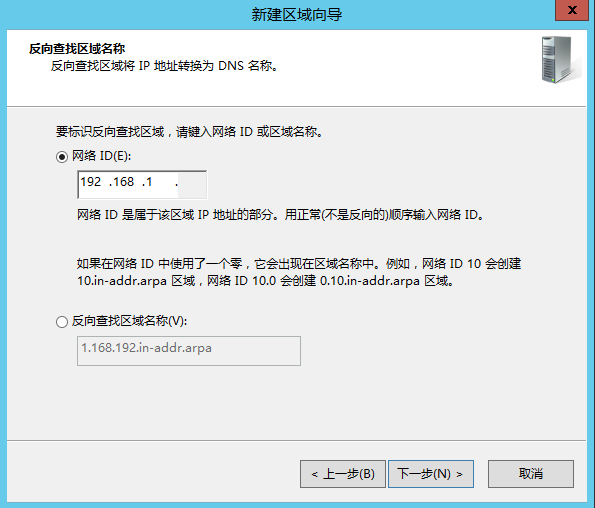 新建区域向导
x
反向查找区域名称
反向查找区域将 IP 地址转换为 DNS 名称。
要标识反向查找区域，请键入网络 ID 或区域名称。
网络 ID(E):
192 .168 .1 .
网络 ID 是属于该区域 IP 地址的部分。用正常(不是反向的)顺序输入网络 ID。
如果在网络 ID 中使用了一个零，它会出现在区域名称中。例如，网络 ID 10 会创建
10.in-addr.arpa 区域，网络 ID 10.0 会创建 0.10.in-addr.arpa 区域。
反向查找区域名称(V):
1.168.192.in-addr.arpa
< 上一步(B) 下一步(N) > 取消